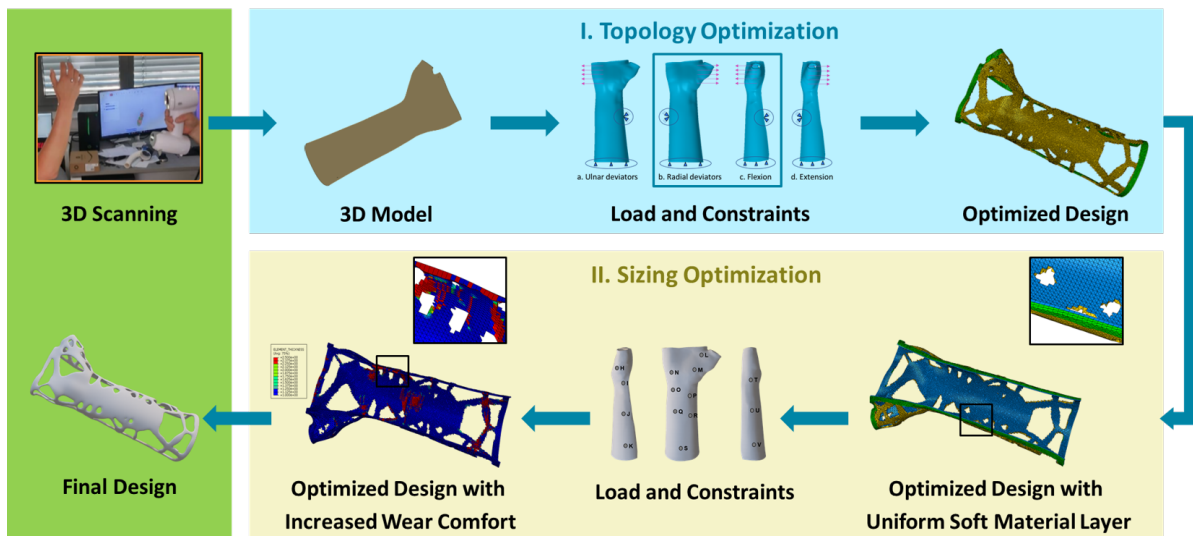 I. Topology Optimization
a. Ulnar deviators
b. Radial deviators
c. Flexion
d. Extension
3D Scanning
3D Model
Load and Constraints
Optimized Design
II. Sizing Optimization
H
I
J
K
L
M
N
O
P
Q
R
S
T
U
V
Final Design
Optimized Design with
Increased Wear Comfort
Load and Constraints
Optimized Design with
Uniform Soft Material Layer